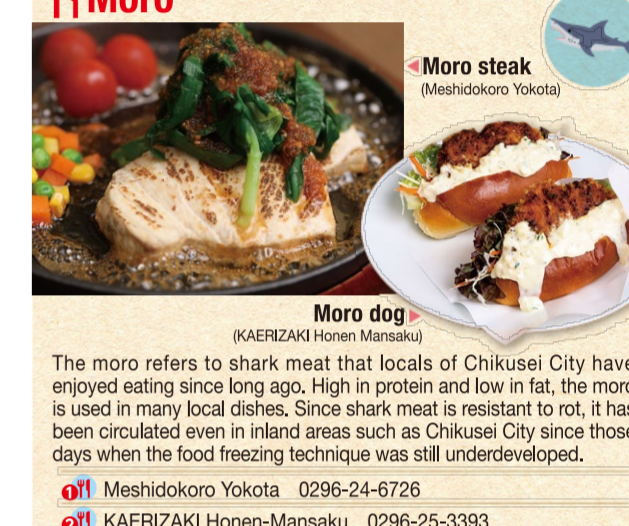 Moro
Moro steak
(Meshidokoro Yokota)
Moro dog
(KAERIZAKI Honen Mansaku)
The moro refers to shark meat that locals of Chikusei City have
enjoyed eating since long ago. High in protein and low in fat, the moro
is used in many local dishes. Since shark meat is resistant to rot, it has
been circulated even in inland areas such as Chikusei City since those
days when the food freezing technique was still underdeveloped.
1 Meshidokoro Yokota 0296-24-6726
2 KAERIZAKI Honen-Mansaku 0296-25-3393